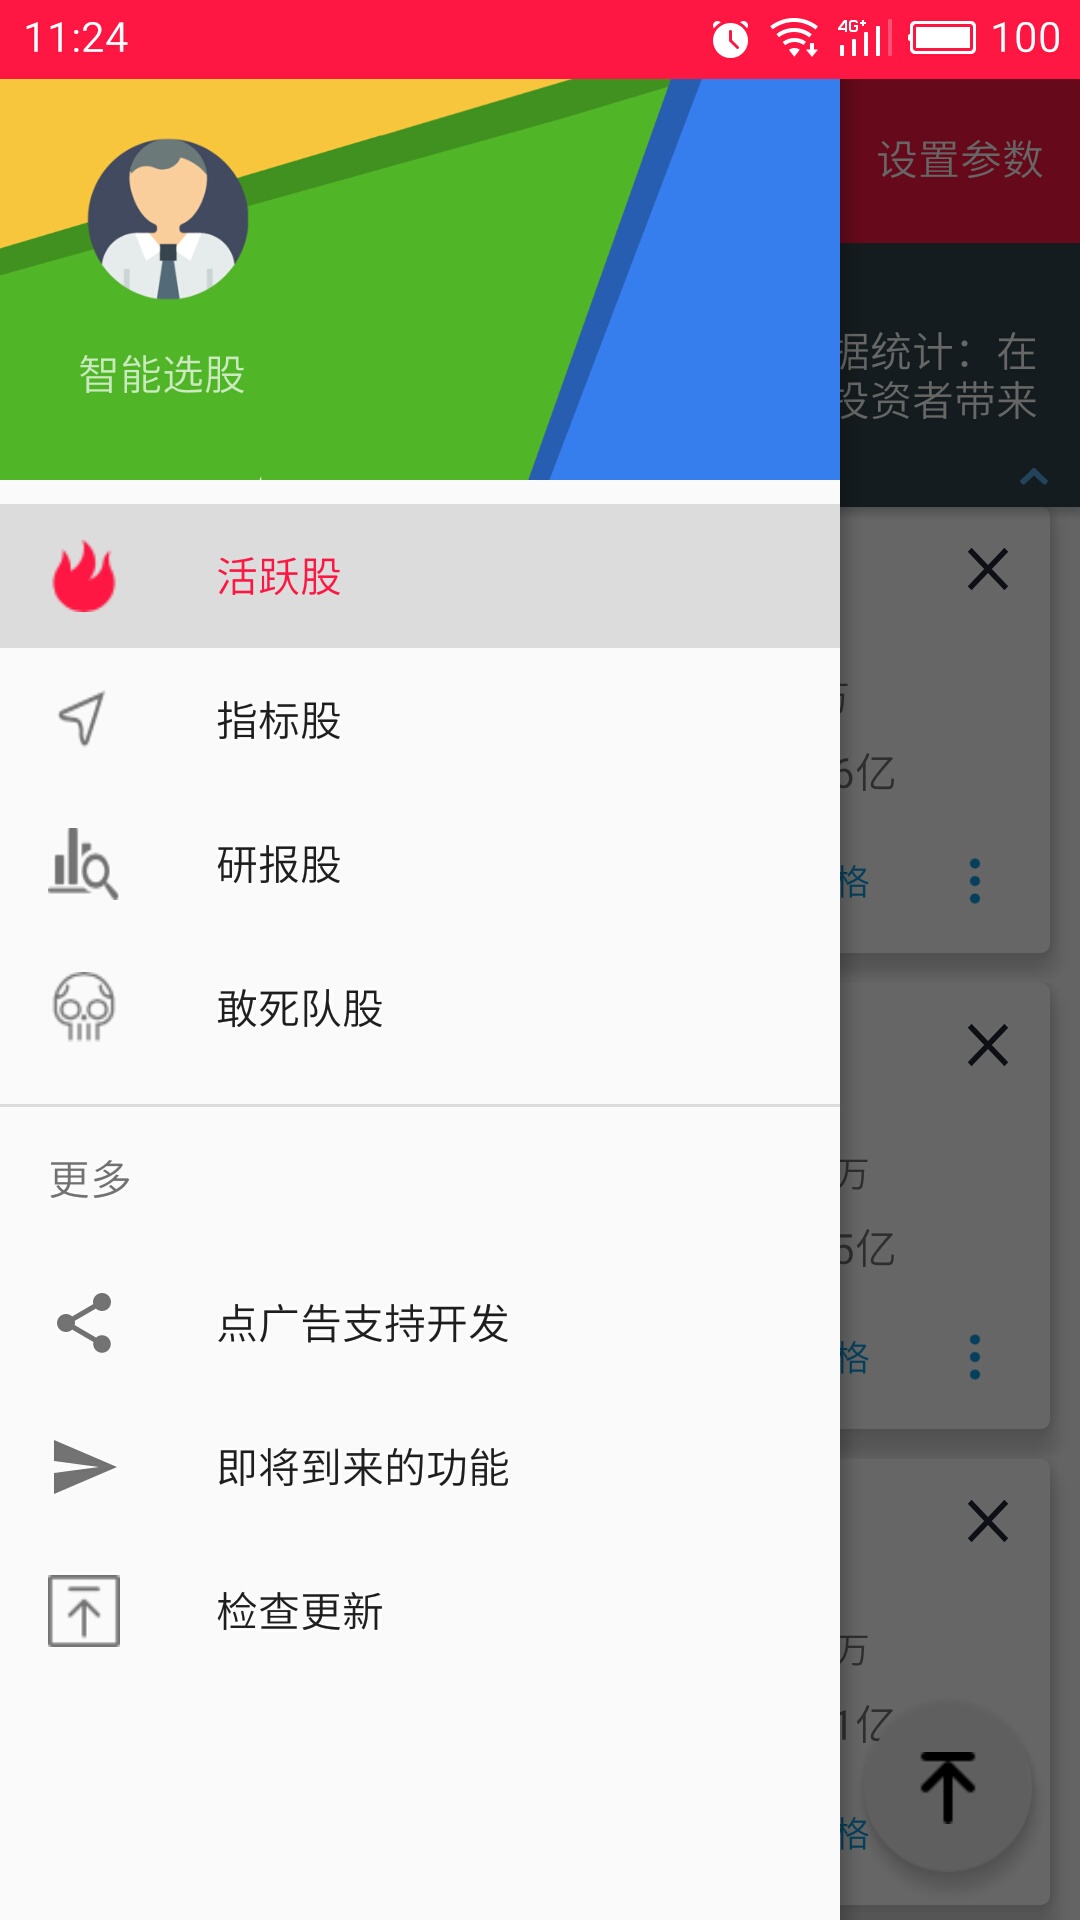 11:24
4G+
100
设置参数
智能选股
据统计：在
投资者带来
活跃股
指标股
6亿
研报股
格
敢死队股
万
更多
5亿
点广告支持开发
格
即将到来的功能
检查更新
万
1亿
格